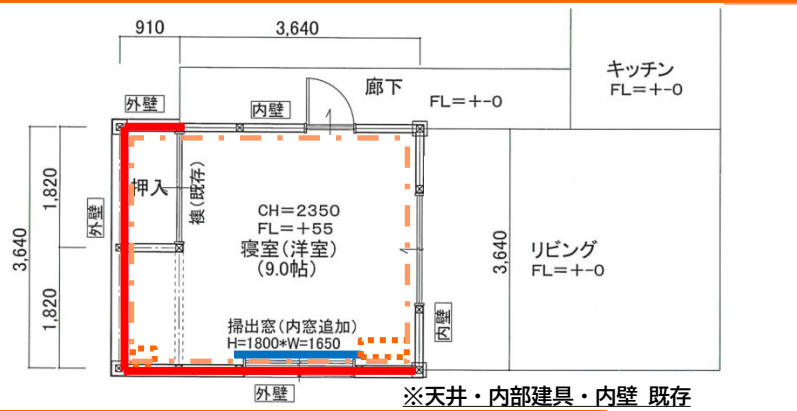 910
3,640
キッチン
FL=+-0
廊下
FL=+-0
外壁
内壁
押入
襖(既存)
1,820
外壁
3,640
1,820
CH=2350
FL=+55
寝室(洋室)
(9.0帖)
3,640
リビング
FL=+-0
内壁
掃出窓(内窓追加)
H=1800*W=1650
外壁
※天井・内部建具・内壁 既存